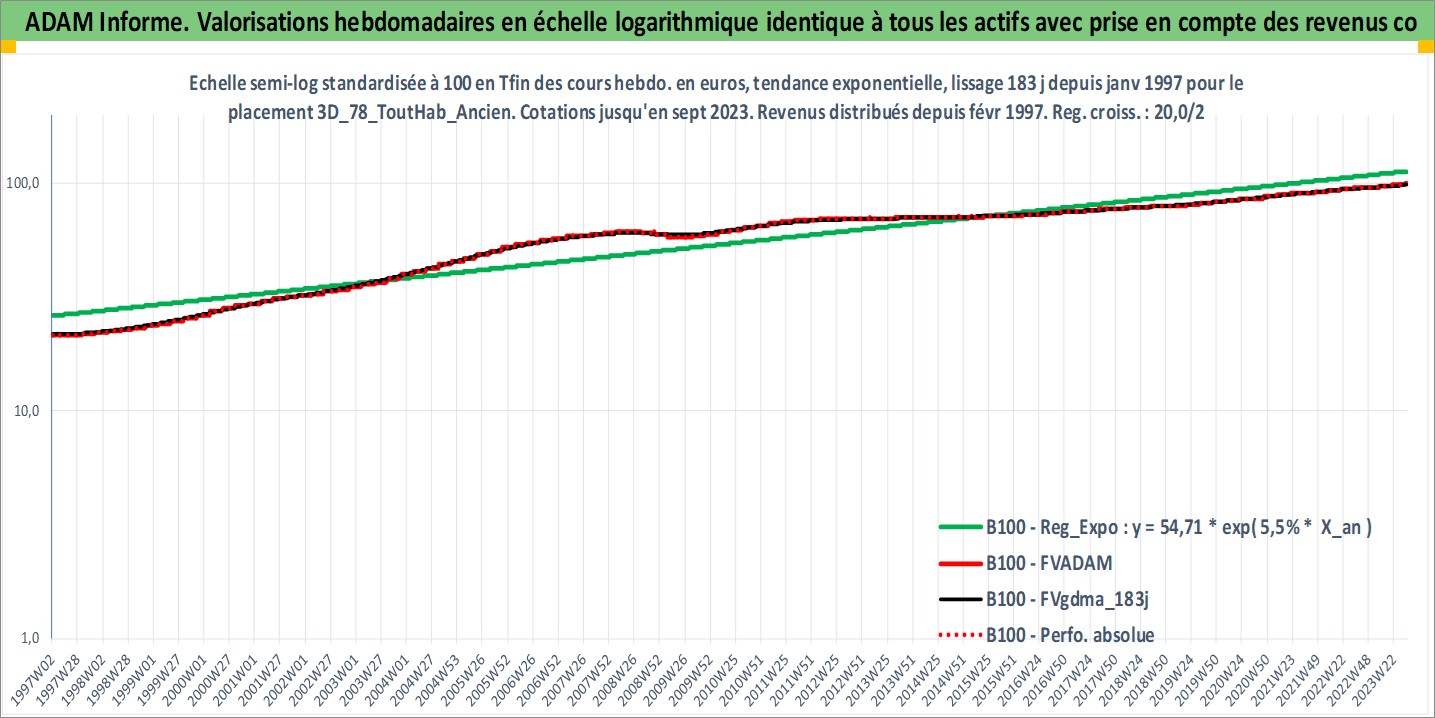 ADAM Informe. Valorisations hebdomadaires en échelle logarithmique identique à tous les actifs avec prise en compte des revenus co
Echelle semi-log standardisée à 100 en Tfin des cours hebdo. en euros, tendance exponentielle, lissage 183 j depuis janv 1997 pour le
placement 3D_78_ToutHab_Ancien. Cotations jusqu'en sept 2023. Revenus distribués depuis févr 1997. Reg. croiss. : 20,0/2
100,0
10,0
1,0
B100 - Reg_Expo : y = 54,71 * exp( 5,5% * X_an )
B100 - FVADAM
B100 - FVgdma_183j
B100 - Perfo. absolue
1997W02
1997W28
1998W02
1998W28
1999W01
1999W27
2000W01
2000W27
2001W01
2001W27
2002W01
2002W27
2003W01
2003W27
2004W01
2004W27
2004W53
2005W26
2005W52
2006W26
2006W52
2007W26
2007W52
2008W26
2008W52
2009W26
2009W52
2010W25
2010W51
2011W25
2011W51
2012W25
2012W51
2013W25
2013W51
2014W25
2014W51
2015W25
2015W51
2016W24
2016W50
2017W24
2017W50
2018W24
2018W50
2019W24
2019W50
2020W24
2020W50
2021W23
2021W49
2022W22
2022W48
2023W22